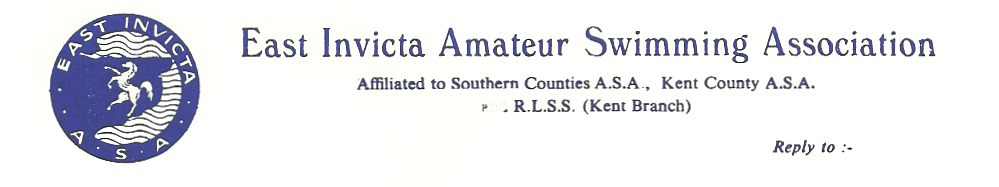 EAST INVICTA
A.S.A.
East Invicta Amateur Swimming Association
Affiliated to Southern Counties A.S.A., Kent County A.S.A.
R.L.S.S. (Kent Branch)
Reply to :-